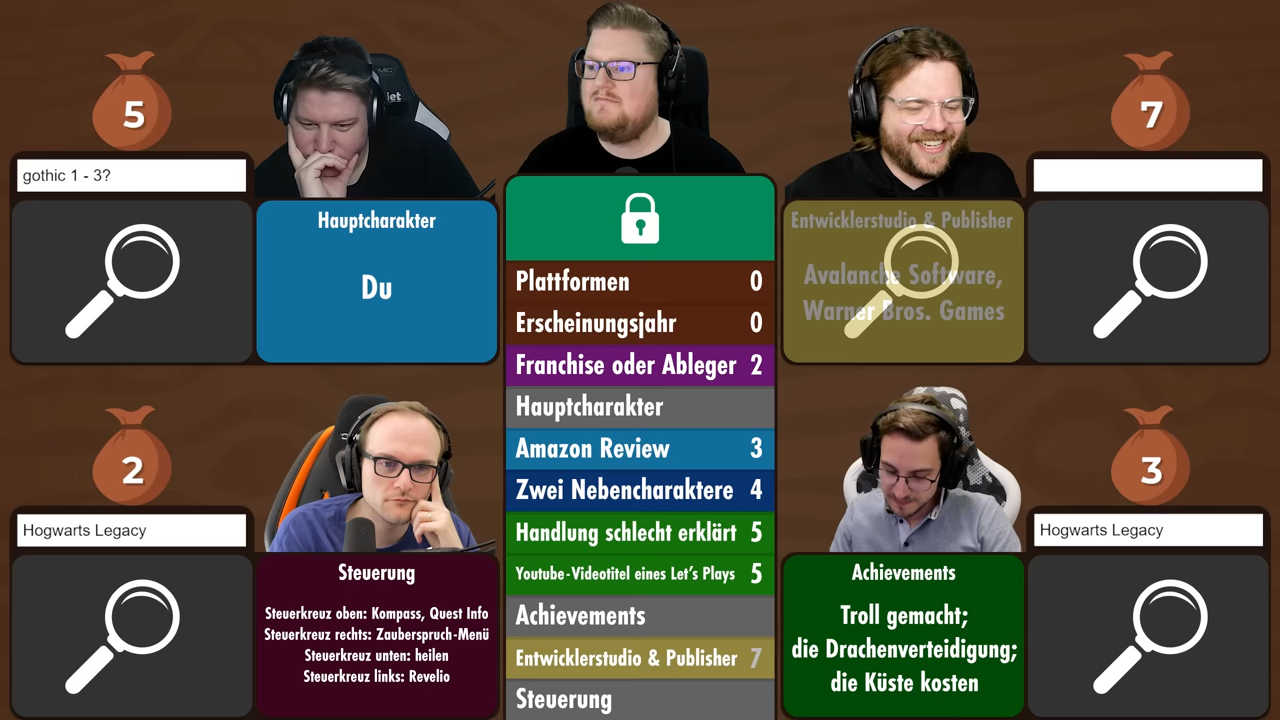 5
gothic 1 - 3?
Hauptcharakter
Du
7
Entwicklerstudio & Publisher
Avalanche Software,
Warner Bros. Games
Plattformen 0
Erscheinungsjahr 0
Franchise oder Ableger 2
Hauptcharakter
Amazon Review 3
Zwei Nebencharaktere 4
Handlung schlecht erklärt 5
Youtube-Videotitel eines Let's Plays 5
Achievements
Entwicklerstudio & Publisher 7
Steuerung
2
Hogwarts Legacy
Steuerung
Steuerkreuz oben: Kompass, Quest Info
Steuerkreuz rechts: Zauberspruch-Menü
Steuerkreuz unten: heilen
Steuerkreuz links: Revelio
3
Hogwarts Legacy
Achievements
Troll gemacht;
die Drachenverteidigung;
die Küste kosten